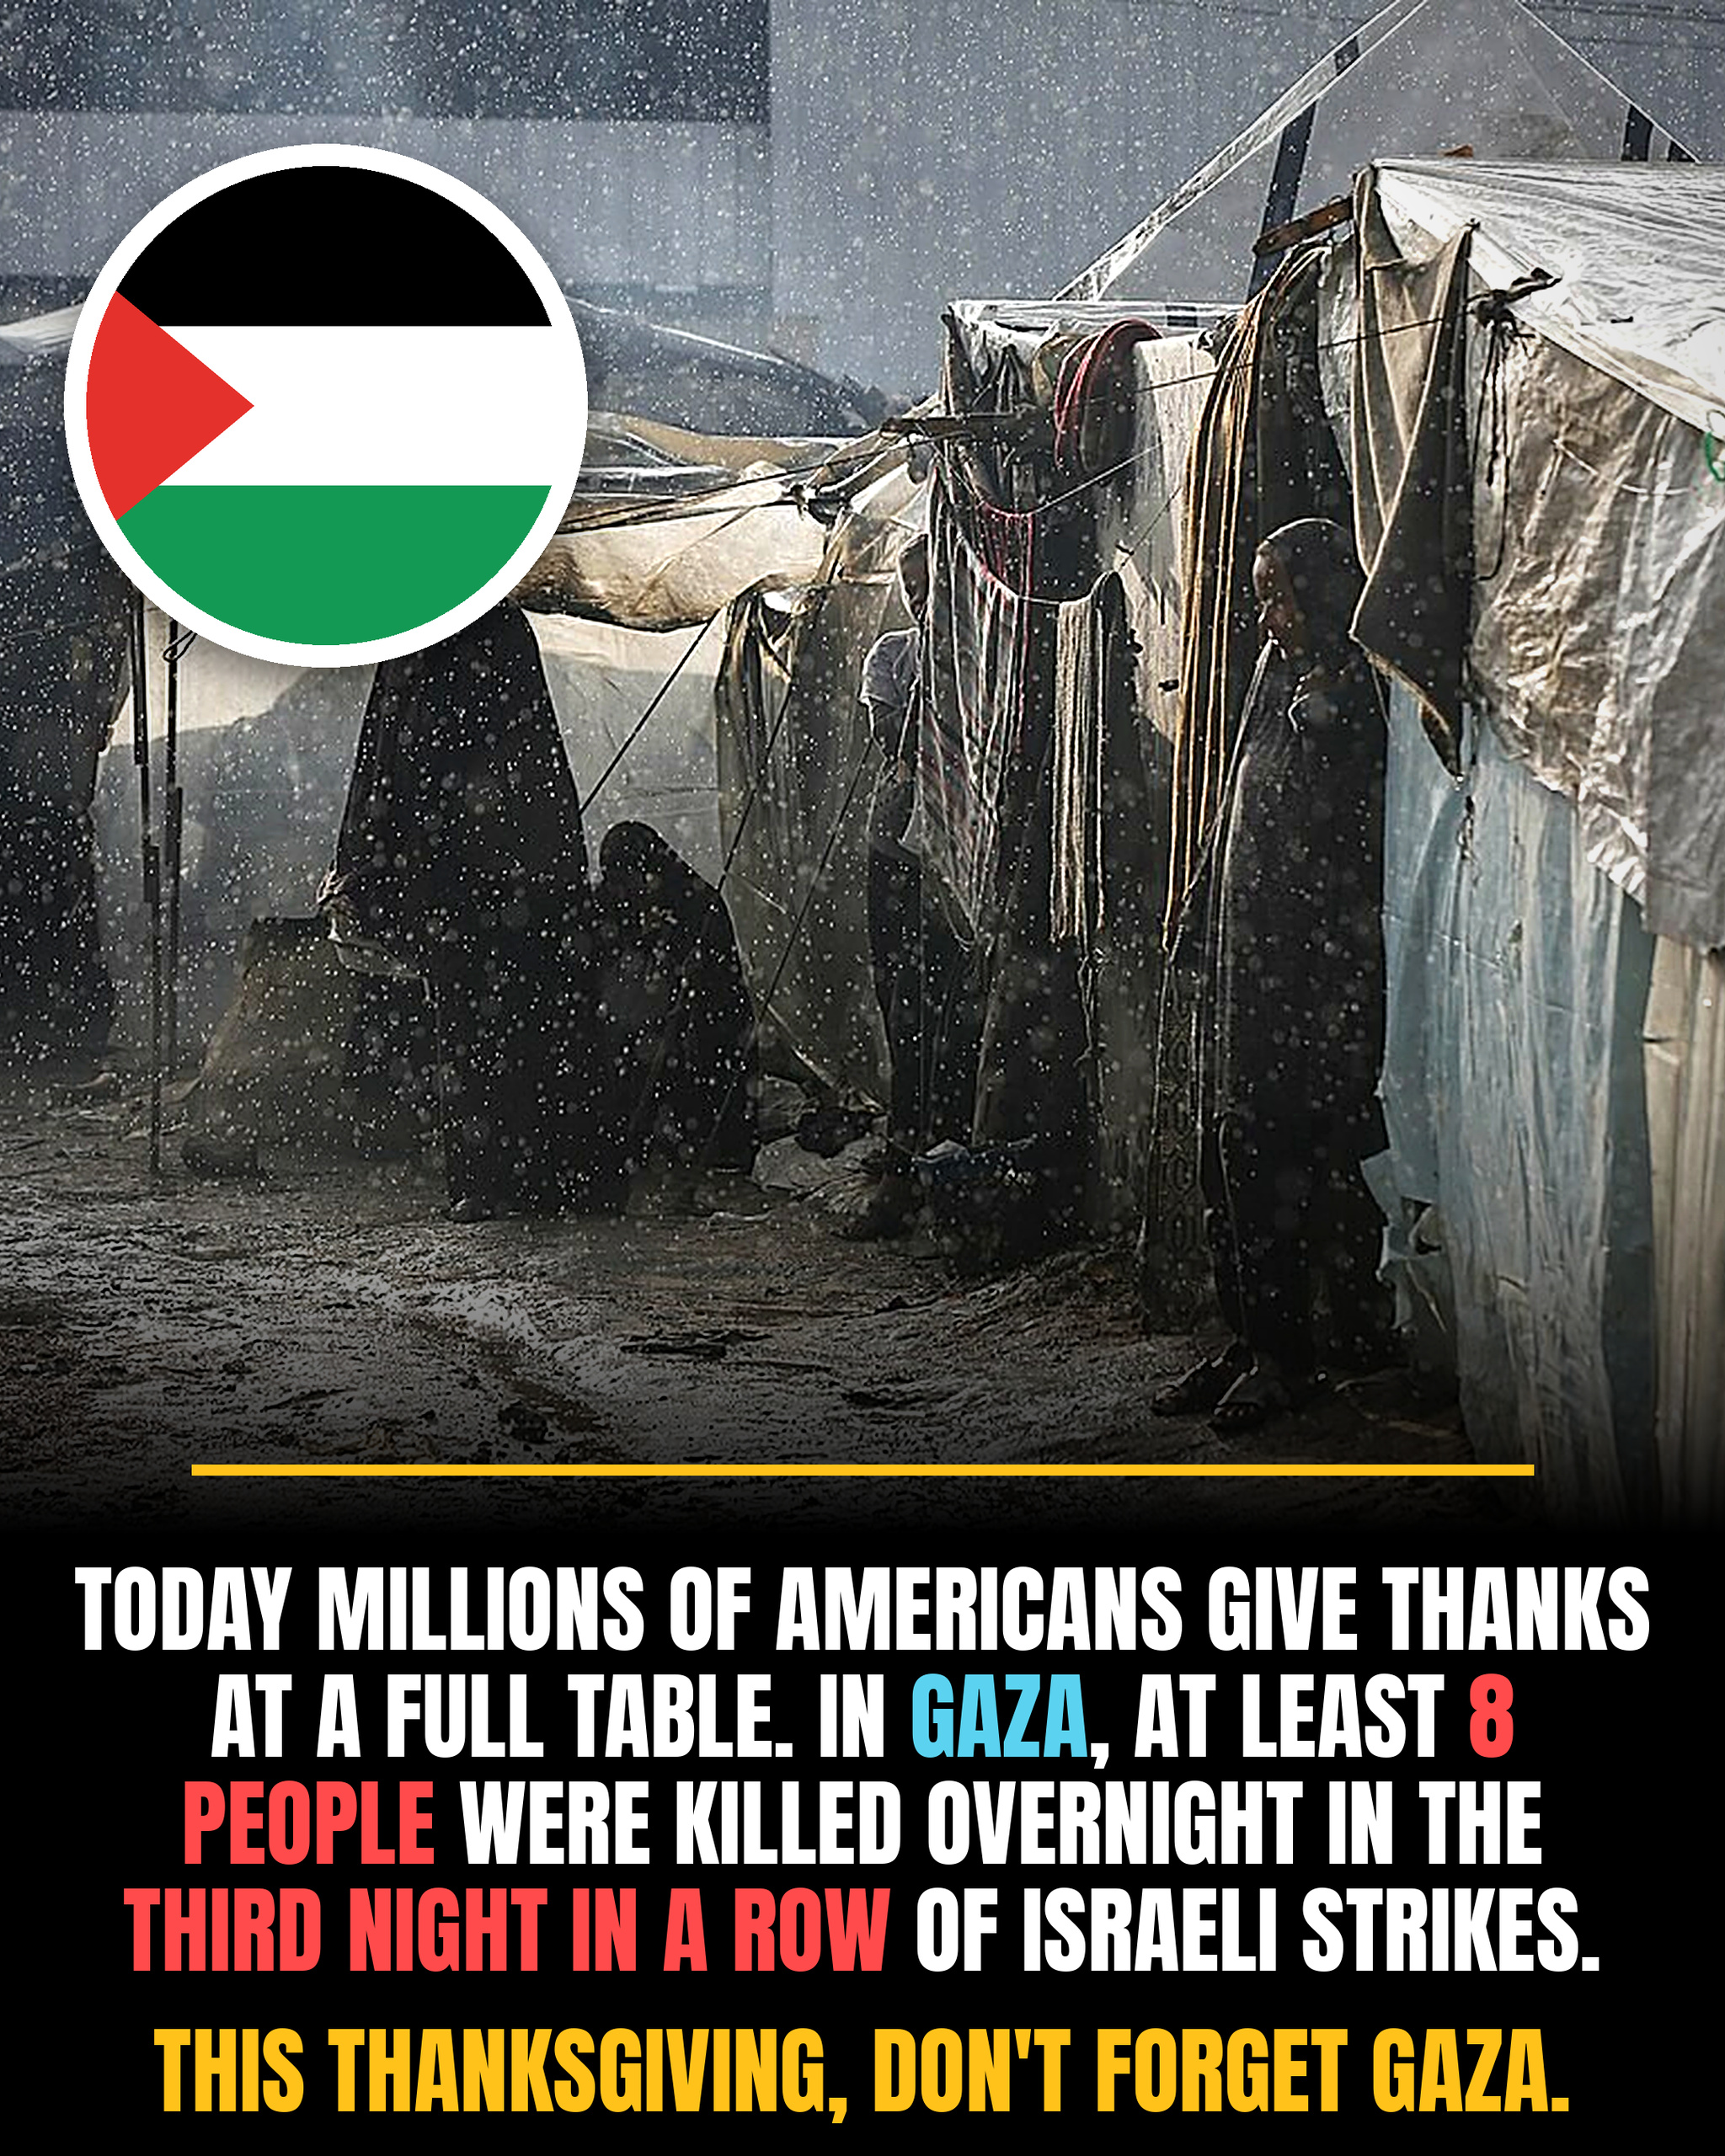 TODAY MILLIONS OF AMERICANS GIVE THANKS
AT A FULL TABLE. IN GAZA, AT LEAST 8
PEOPLE WERE KILLED OVERNIGHT IN THE
THIRD NIGHT IN A ROW OF ISRAELI STRIKES.
THIS THANKSGIVING, DON'T FORGET GAZA.